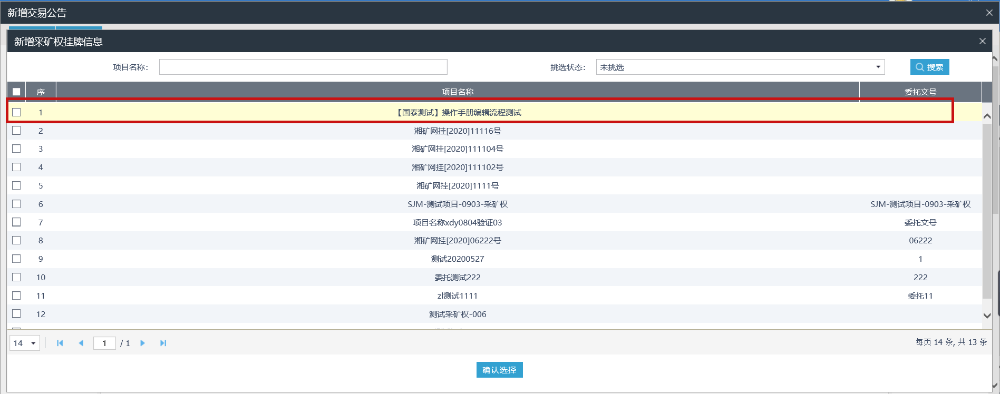 新增交易公告
新增采矿权挂牌信息
项目名称: 挑选状态: 未挑选 搜索
序 项目名称 委托文号
1 【国泰测试】操作手册编辑流程测试
2 湘矿网挂[2020]11116号
3 湘矿网挂[2020]111104号
4 湘矿网挂[2020]111102号
5 湘矿网挂[2020]1111号
6 SJM-测试项目-0903-采矿权 SJM-测试项目-0903-采矿权
7 项目名称xdy0804验证03 委托文号
8 湘矿网挂[2020]06222号 06222
9 测试20200527 1
10 委托测试222 222
11 zl测试1111 委托11
12 测试采矿权-006
14 1 / 1 每页 14 条, 共 13 条
确认选择